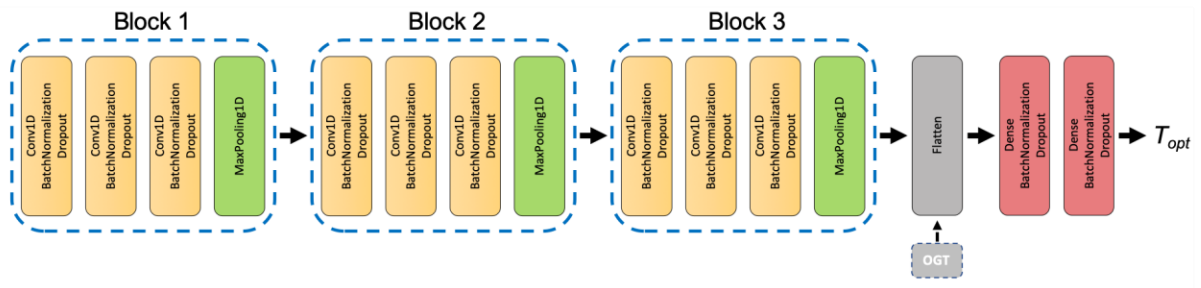 Block 1
Block 2
Block 3
Conv1D
BatchNormalization
Dropout
Conv1D
BatchNormalization
Dropout
Conv1D
BatchNormalization
Dropout
MaxPooling1D
Conv1D
BatchNormalization
Dropout
Conv1D
BatchNormalization
Dropout
Conv1D
BatchNormalization
Dropout
MaxPooling1D
Conv1D
BatchNormalization
Dropout
Conv1D
BatchNormalization
Dropout
Conv1D
BatchNormalization
Dropout
MaxPooling1D
Flatten
Dense
BatchNormalization
Dropout
Dense
BatchNormalization
Dropout
Topt
OGT